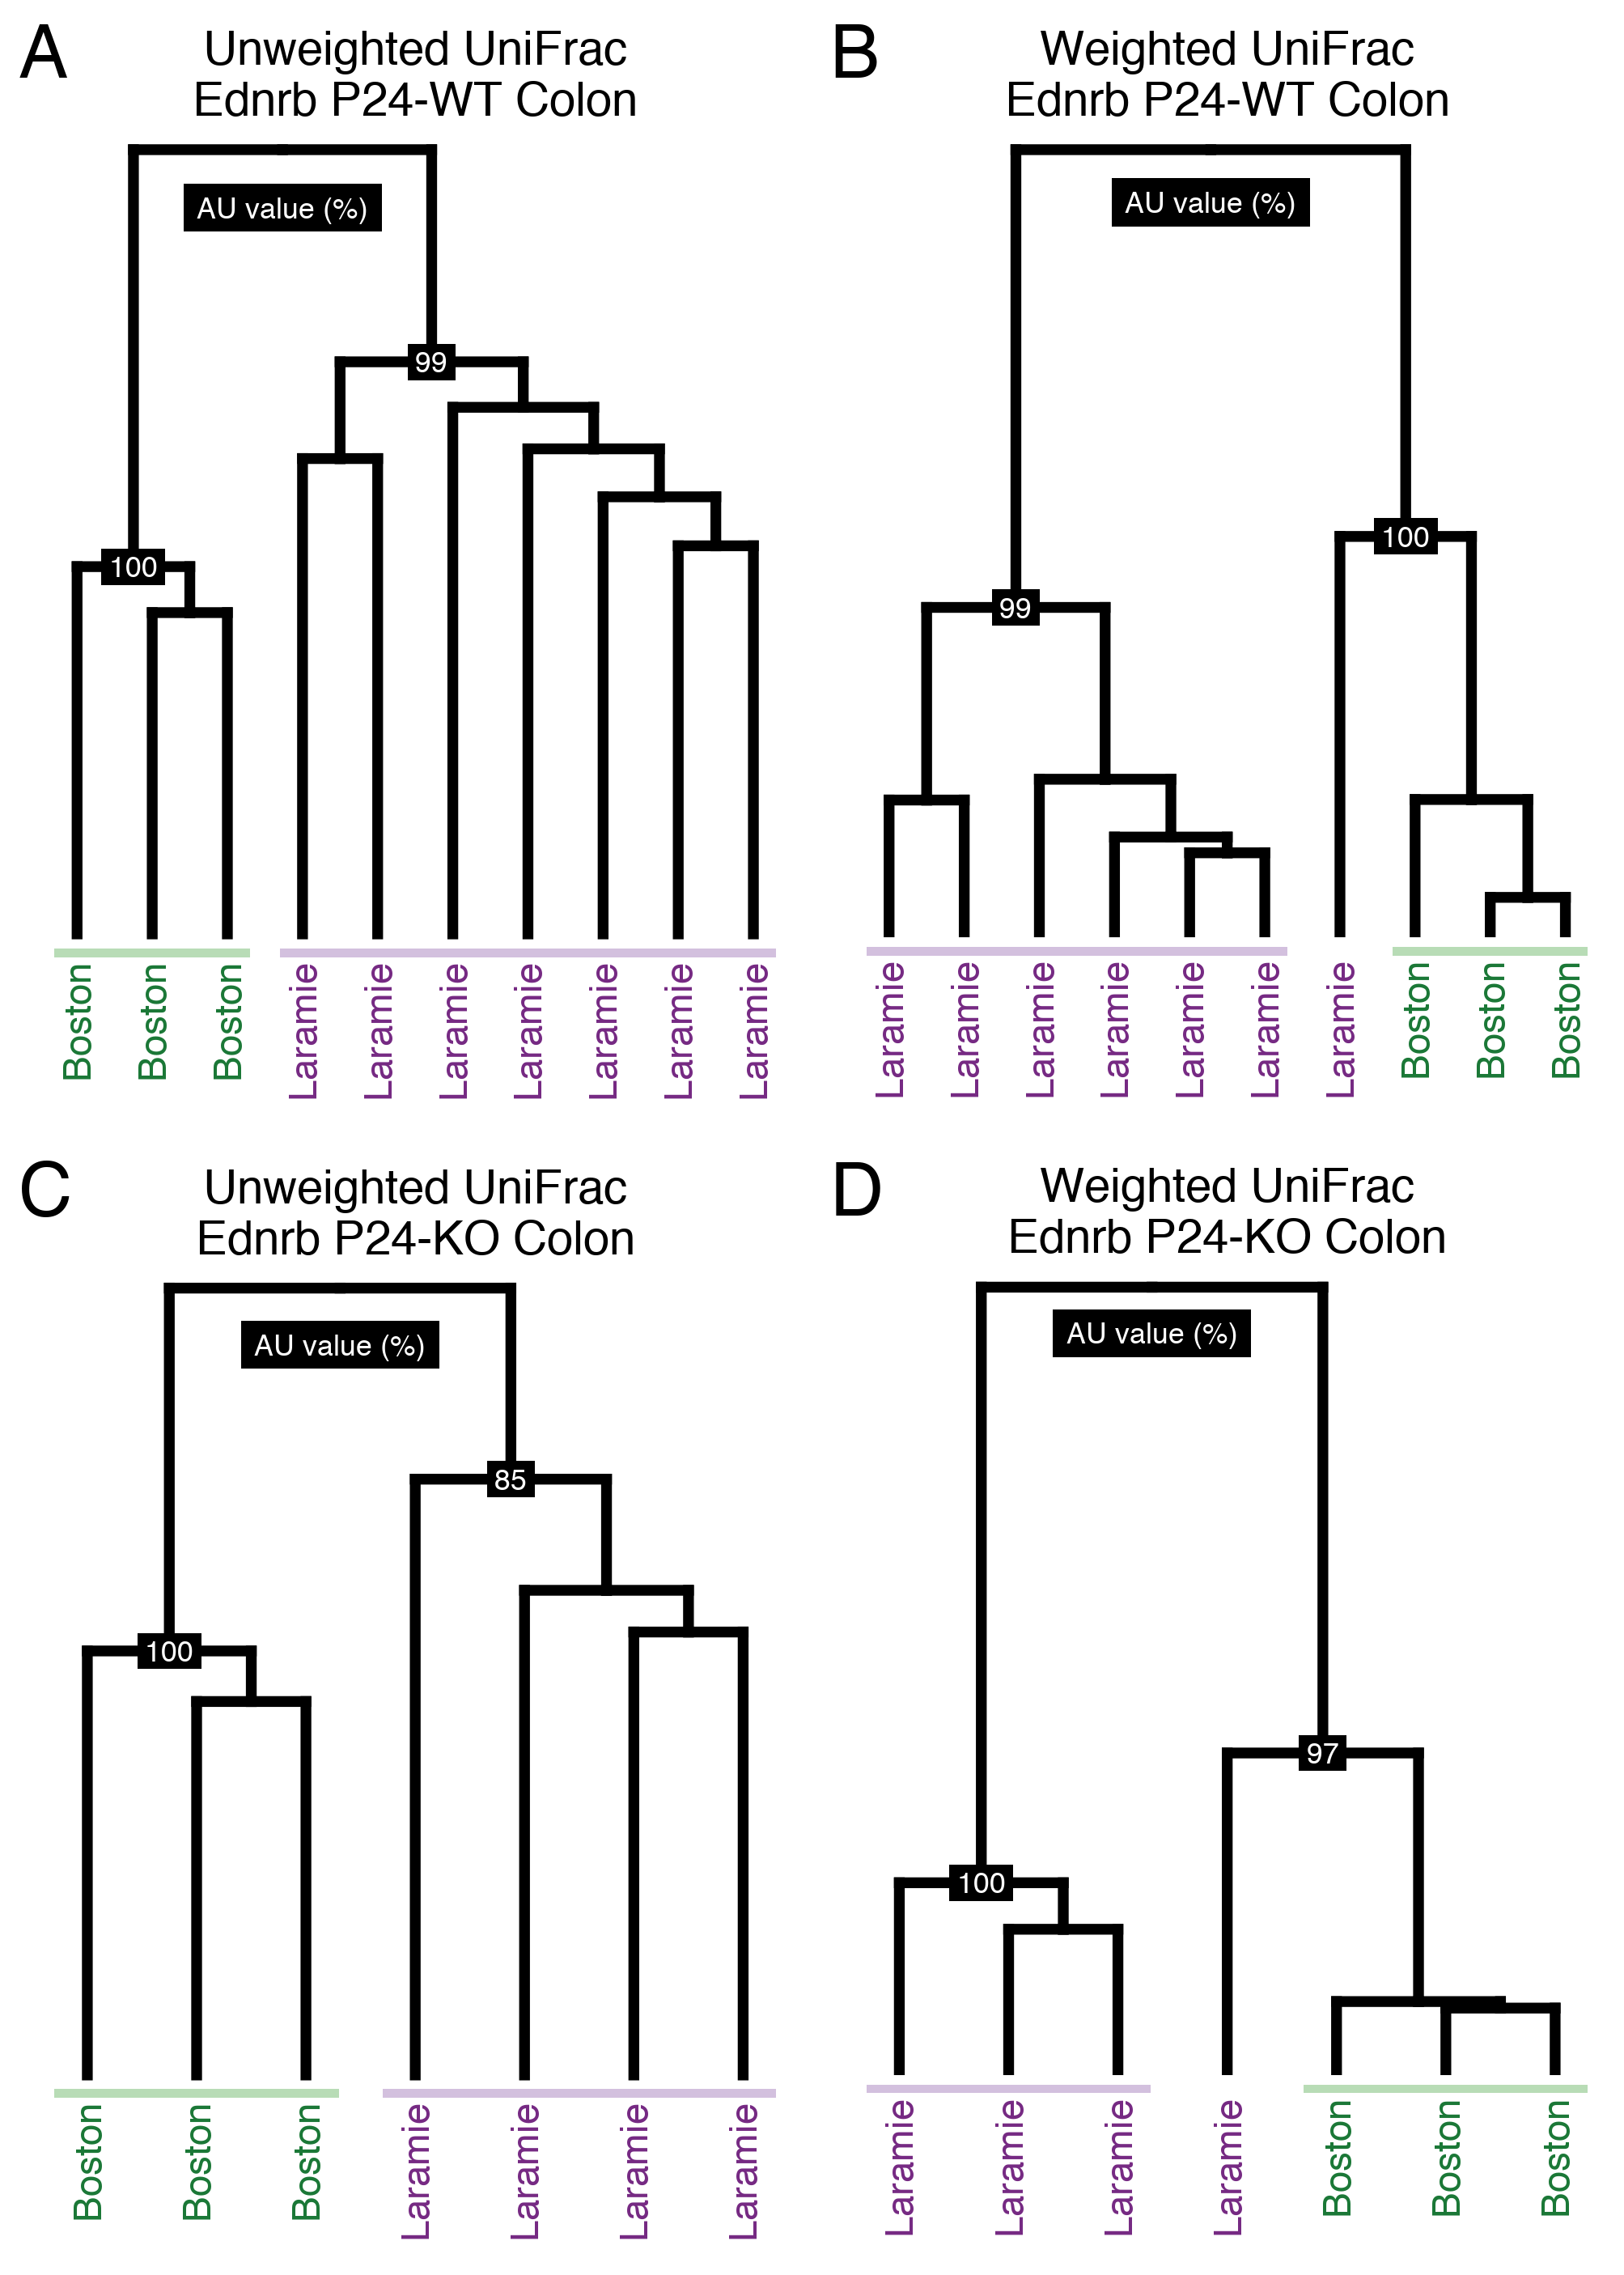 A
Unweighted UniFrac
Ednrb P24-WT Colon
AU value (%)
99
100
Boston
Boston
Boston
Laramie
Laramie
Laramie
Laramie
Laramie
Laramie
Laramie
B
Weighted UniFrac
Ednrb P24-WT Colon
AU value (%)
100
99
Laramie
Laramie
Laramie
Laramie
Laramie
Laramie
Laramie
Boston
Boston
Boston
C
Unweighted UniFrac
Ednrb P24-KO Colon
AU value (%)
85
100
Boston
Boston
Boston
Laramie
Laramie
Laramie
Laramie
D
Weighted UniFrac
Ednrb P24-KO Colon
AU value (%)
97
100
Laramie
Laramie
Laramie
Laramie
Boston
Boston
Boston